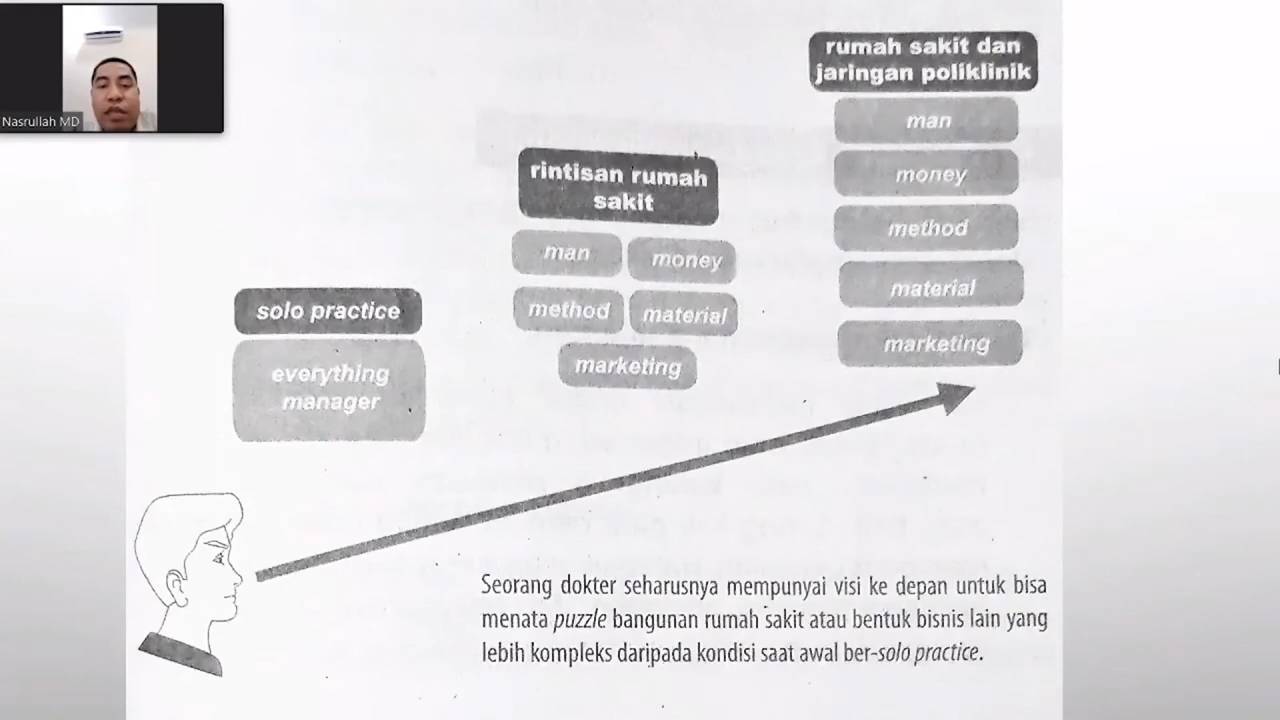 Nasrullah MD
rumah sakit dan
jaringan poliklinik
man
money
method
material
marketing
rintisan rumah
sakit
man
money
method
material
marketing
solo practice
everything
manager
Seorang dokter seharusnya mempunyai visi ke depan untuk bisa
menata puzzle bangunan rumah sakit atau bentuk bisnis lain yang
lebih kompleks daripada kondisi saat awal ber-solo practice.